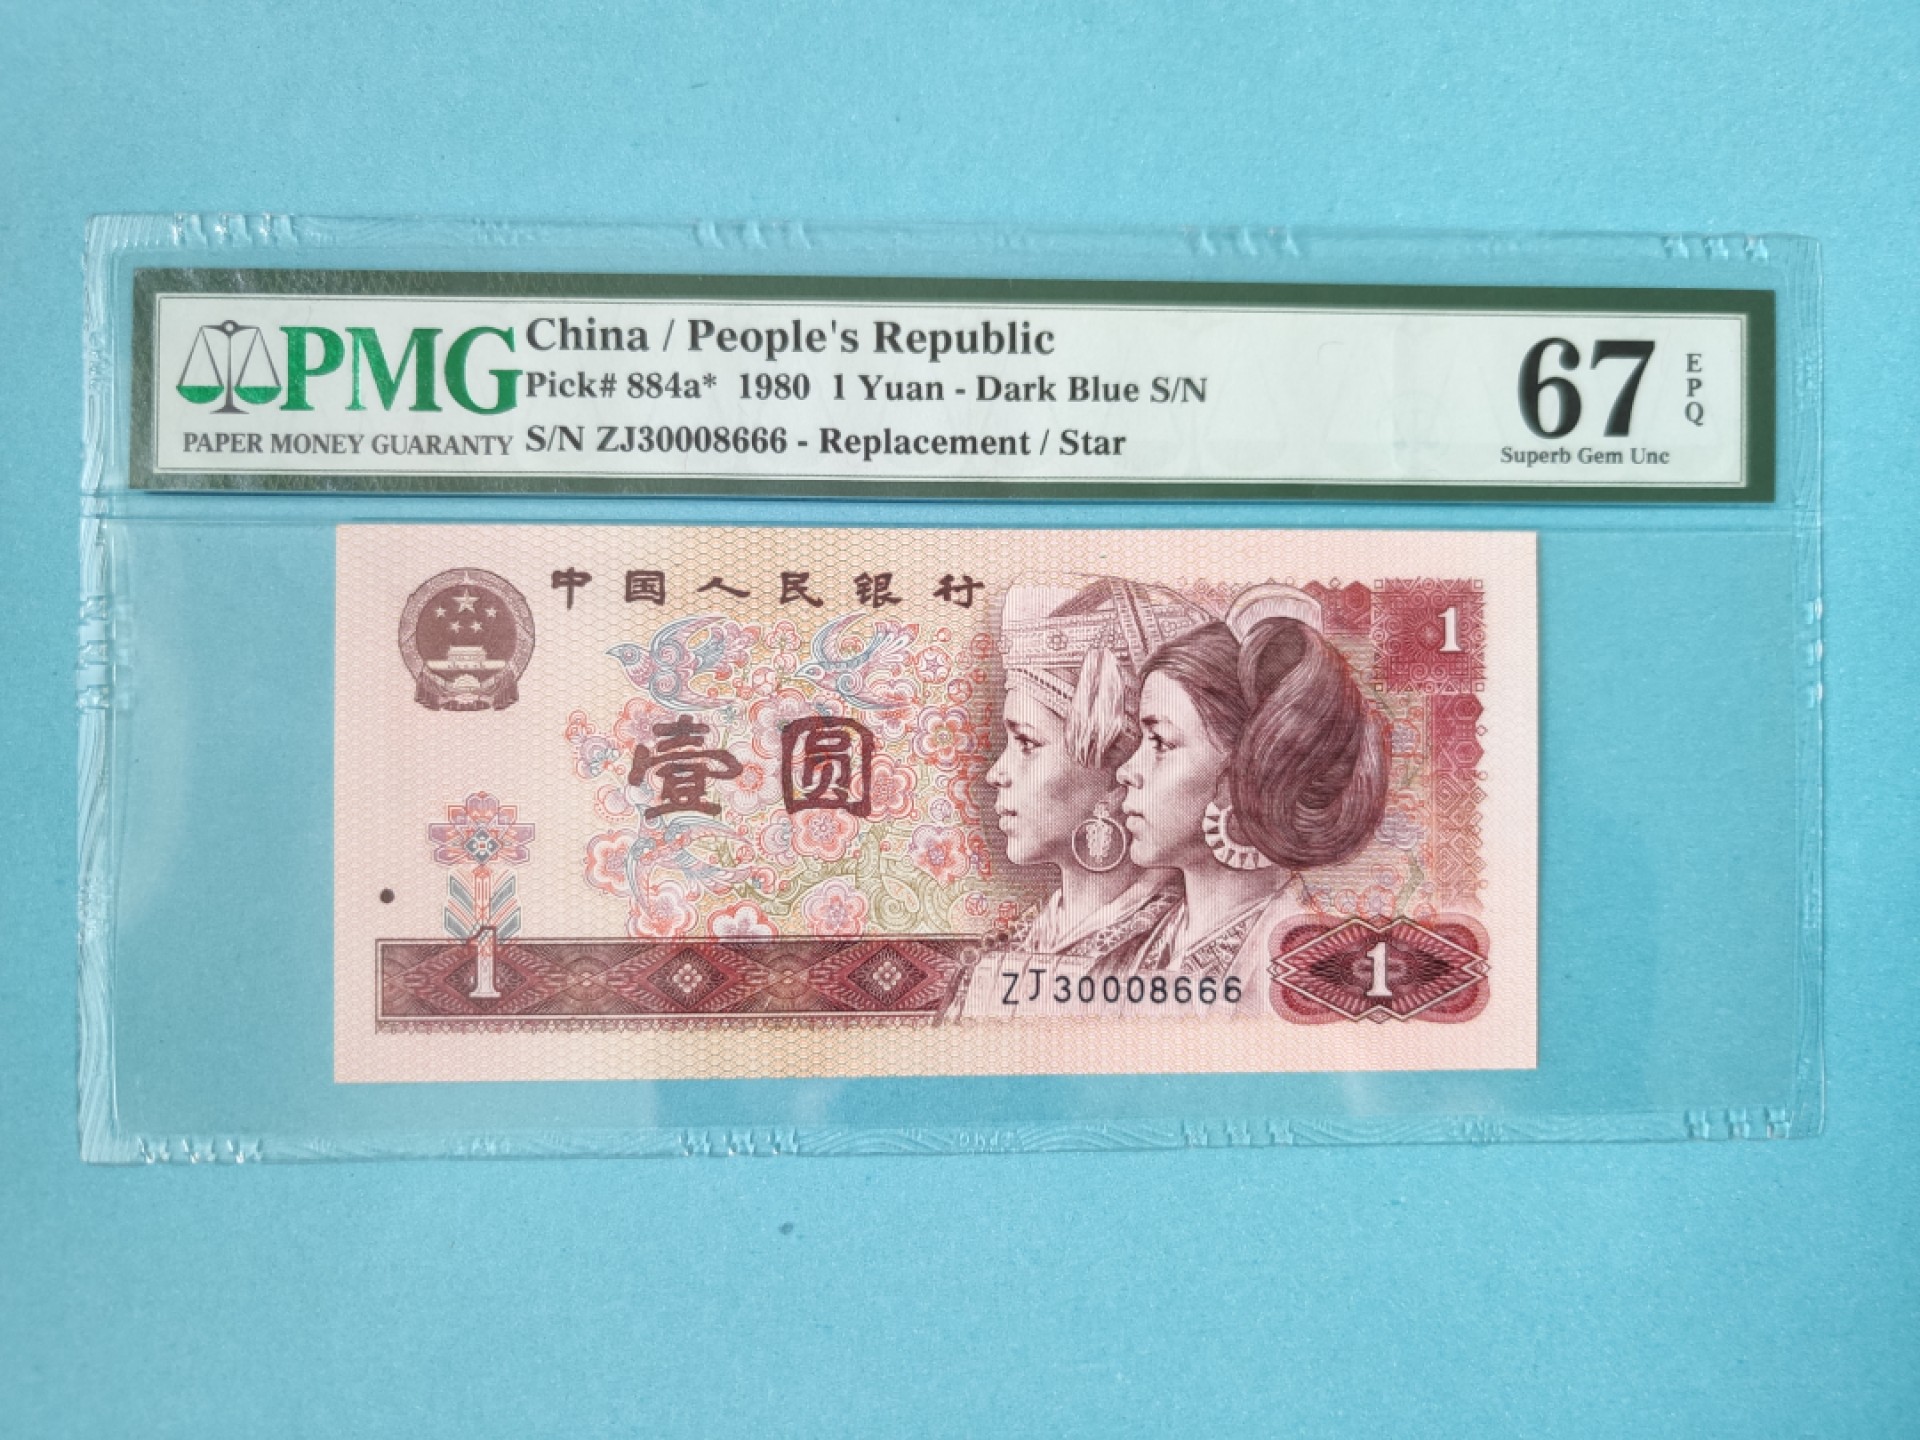 PMG
PAPER MONEY GUARANTY
China / People's Republic
Pick# 884a* 1980 1 Yuan - Dark Blue S/N
S/N ZJ30008666 - Replacement / Star
67
EPQ
Superb Gem Unc
中国人民银行
1
壹圆
1
ZJ30008666
1